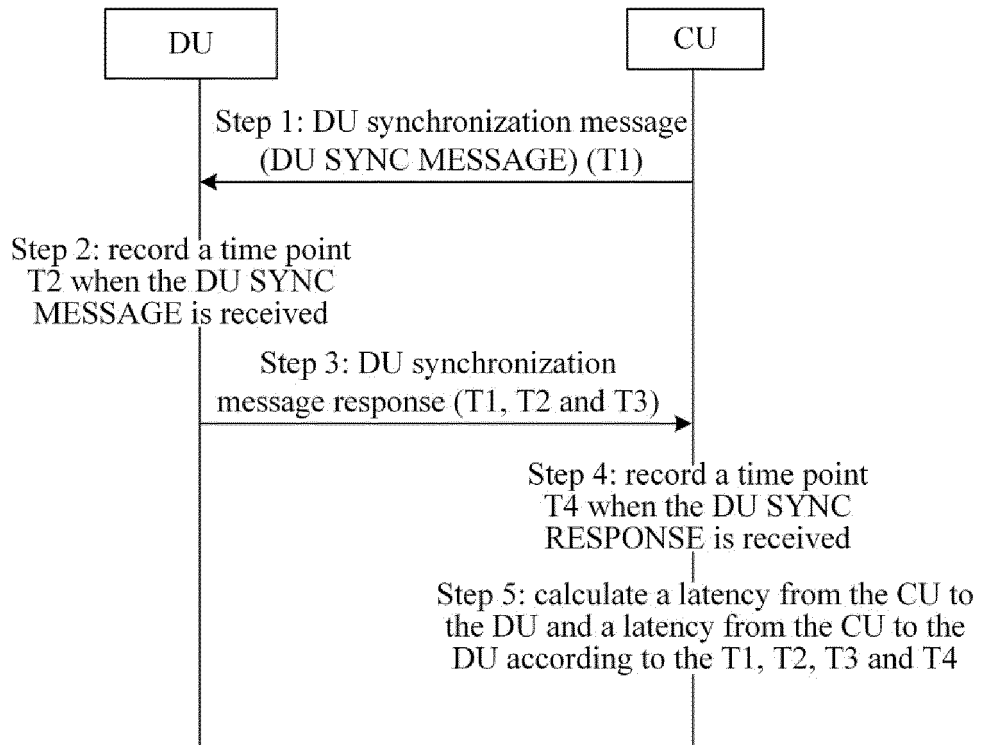 DU
CU
Step 1: DU synchronization message
(DU SYNC MESSAGE) (T1)
Step 2: record a time point
T2 when the DU SYNC
MESSAGE is received
Step 3: DU synchronization
message response (T1, T2 and T3)
Step 4: record a time point
T4 when the DU SYNC
RESPONSE is received
Step 5: calculate a latency from the CU to
the DU and a latency from the CU to the
DU according to the T1, T2, T3 and T4